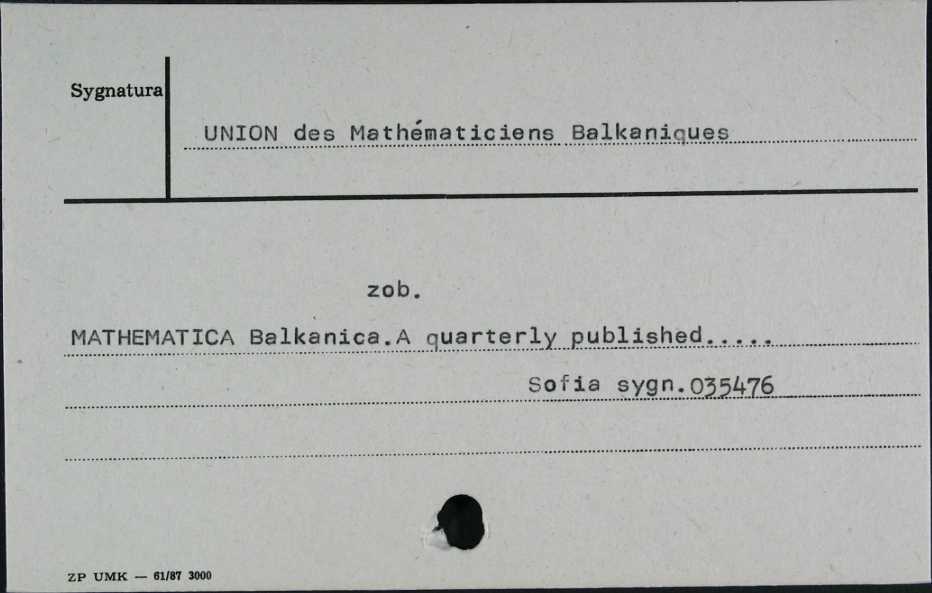 Sygnatura
UNION des Mathématiciens Balkaniques
zob.
MATHEMATICA Balkanica.A quarterly published.....
Sofia sygn.035476
ZP UMK — 61/87 3000